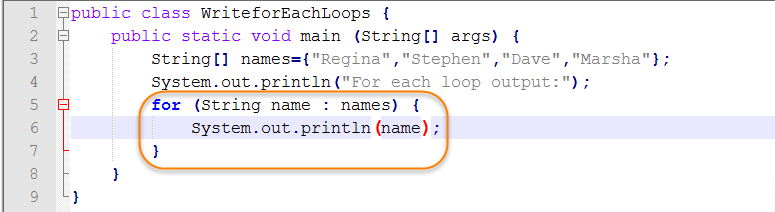 1 public class WriteforEachLoops {
2 public static void main (String[] args) {
3 String[] names={"Regina","Stephen","Dave","Marsha"};
4 System.out.println("For each loop output:");
5 for (String name : names) {
6 System.out.println(name);
7 }
8 }
9 }